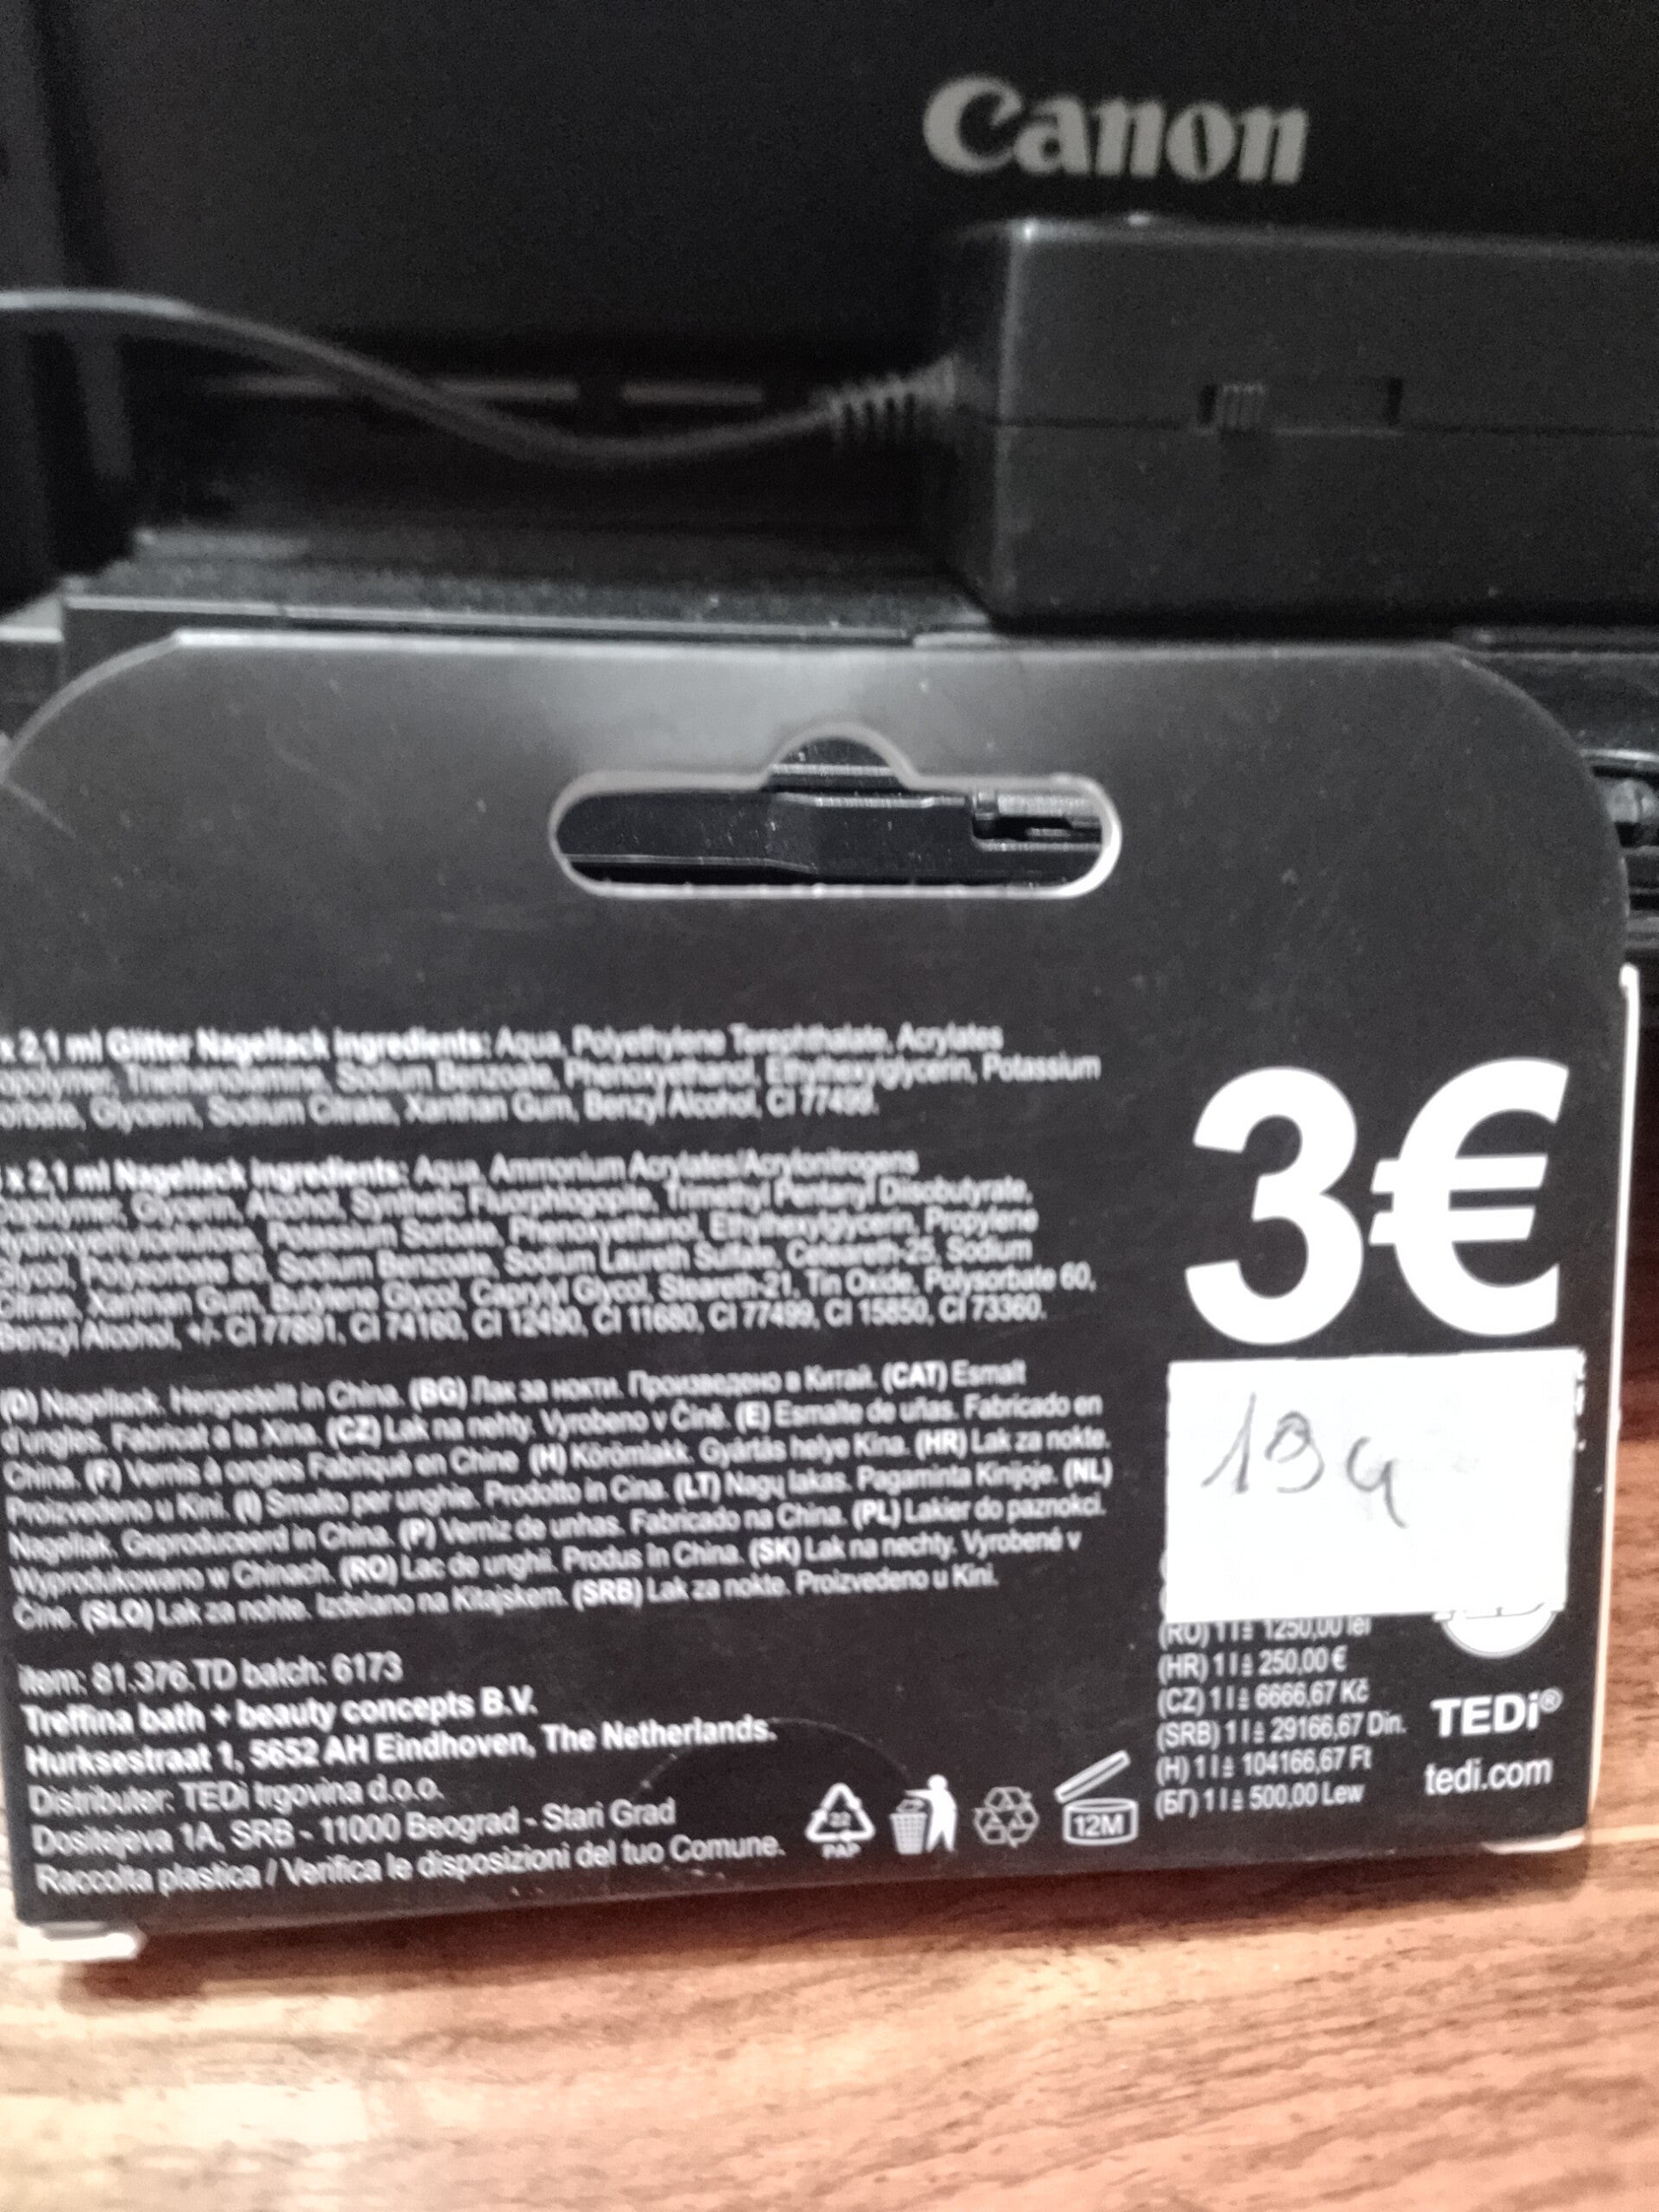 Canon
x 2,1 ml Glitter Nagellack ingredients: Aqua, Polyethylene Terephthalate, Acrylates
opolymer, Triethanolamine, Sodium Benzoate, Phenoxyethanol, Ethylhexylglycerin, Potassium
orbate, Glycerin, Sodium Citrate, Xanthan Gum, Benzyl Alcohol, CI 77499.
x 2,1 ml Nagellack ingredients: Aqua, Ammonium Acrylates/Acrylonitrogens
opolymer, Glycerin, Alcohol, Synthetic Fluorphlogopite, Trimethyl Pentanyl Diisobutyrate,
ydroxyethylcellulose, Potassium Sorbate, Phenoxyethanol, Ethylhexylglycerin, Propylene
Glycol, Polysorbate 80, Sodium Benzoate, Sodium Laureth Sulfate, Ceteareth-25, Sodium
Citrate, Xanthan Gum, Butylene Glycol, Caprylyl Glycol, Steareth-21, Tin Oxide, Polysorbate 60,
Benzyl Alcohol, +/- CI 77891, CI 74160, CI 12490, CI 11680, CI 77499, CI 15850, CI 73360.
(D) Nagellack. Hergestellt in China. (BG) Лак за нокти. Произведено в Китай. (CAT) Esmalt
d'ungles. Fabricat a la Xina. (CZ) Lak na nehty. Vyrobeno v Číně. (E) Esmalte de uñas. Fabricado en
China. (F) Vernis à ongles Fabriqué en Chine (H) Körömlakk. Gyártás helye Kína. (HR) Lak za nokte.
Proizvedeno u Kini. (I) Smalto per unghie. Prodotto in Cina. (LT) Nagų lakas. Pagaminta Kinijoje. (NL)
Nagellak. Geproduceerd in China. (P) Verniz de unhas. Fabricado na China. (PL) Lakier do paznokci.
Wyprodukowano w Chinach. (RO) Lac de unghii. Produs în China. (SK) Lak na nechty. Vyrobené v
Číne. (SLO) Lak za nohte. Izdelano na Kitajskem. (SRB) Lak za nokte. Proizvedeno u Kini.
item: 81.376.TD batch: 6173
Treffina bath + beauty concepts B.V.
Hurksestraat 1, 5652 AH Eindhoven, The Netherlands.
Distributer: TEDi trgovina d.o.o.
Dositejeva 1A, SRB - 11000 Beograd - Stari Grad
Raccolta plastica / Verifica le disposizioni del tuo Comune.
22
PAP
12M
3€
(RO) 1 l ≙ 1250,00 lei
(HR) 1 l ≙ 250,00 €
(CZ) 1 l ≙ 6666,67 Kč
(SRB) 1 l ≙ 29166,67 Din.
(H) 1 l ≙ 104166,67 Ft
(БГ) 1 l ≙ 500,00 Lew
TEDi®
tedi.com